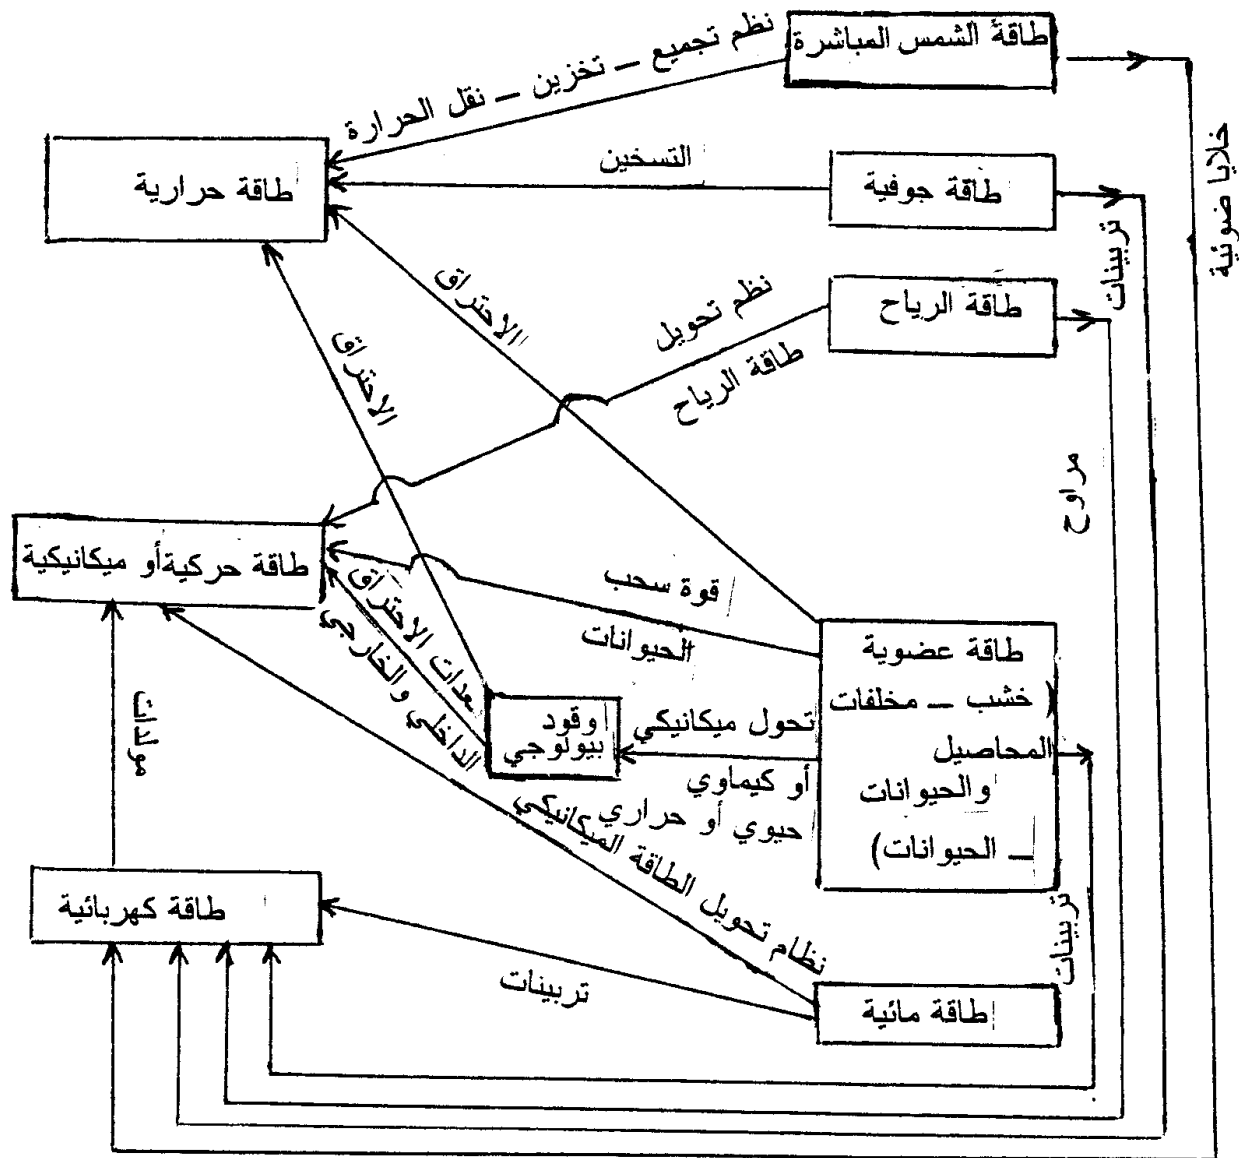 طاقة الشمس المباشرة
نظم تجميع – تخزين – نقل الحرارة
خلايا ضوئية
طاقة حرارية
التسخين
طاقة جوفية
تربينات
طاقة الرياح
نظم تحويل
طاقة الرياح
مراوح
الاحتراق
الاحتراق
طاقة حركية أو ميكانيكية
قوة سحب
الحيوانات
معدات الاحتراق
الداخلي والخارجي
طاقة عضوية
(خشب – مخلفات
المحاصيل
والحيوانات
– الحيوانات)
تحول ميكانيكي
أو كيماوي
حيوي أو حراري
وقود
بيولوجي
مولدات
نظام تحويل الطاقة الميكانيكي
تربينات
طاقة كهربائية
تربينات
طاقة مائية